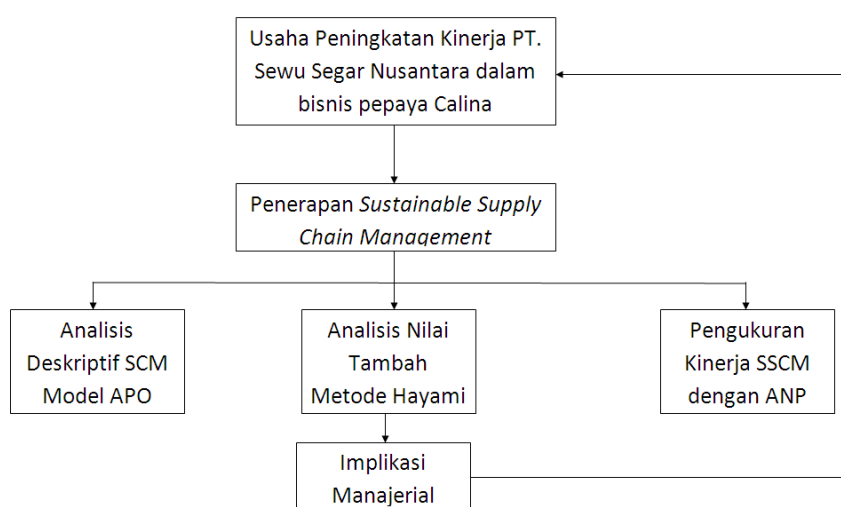 Usaha Peningkatan Kinerja PT.
Sewu Segar Nusantara dalam
bisnis pepaya Calina
Penerapan Sustainable Supply
Chain Management
Analisis
Deskriptif SCM
Model APO
Analisis Nilai
Tambah
Metode Hayami
Pengukuran
Kinerja SSCM
dengan ANP
Implikasi
Manajerial